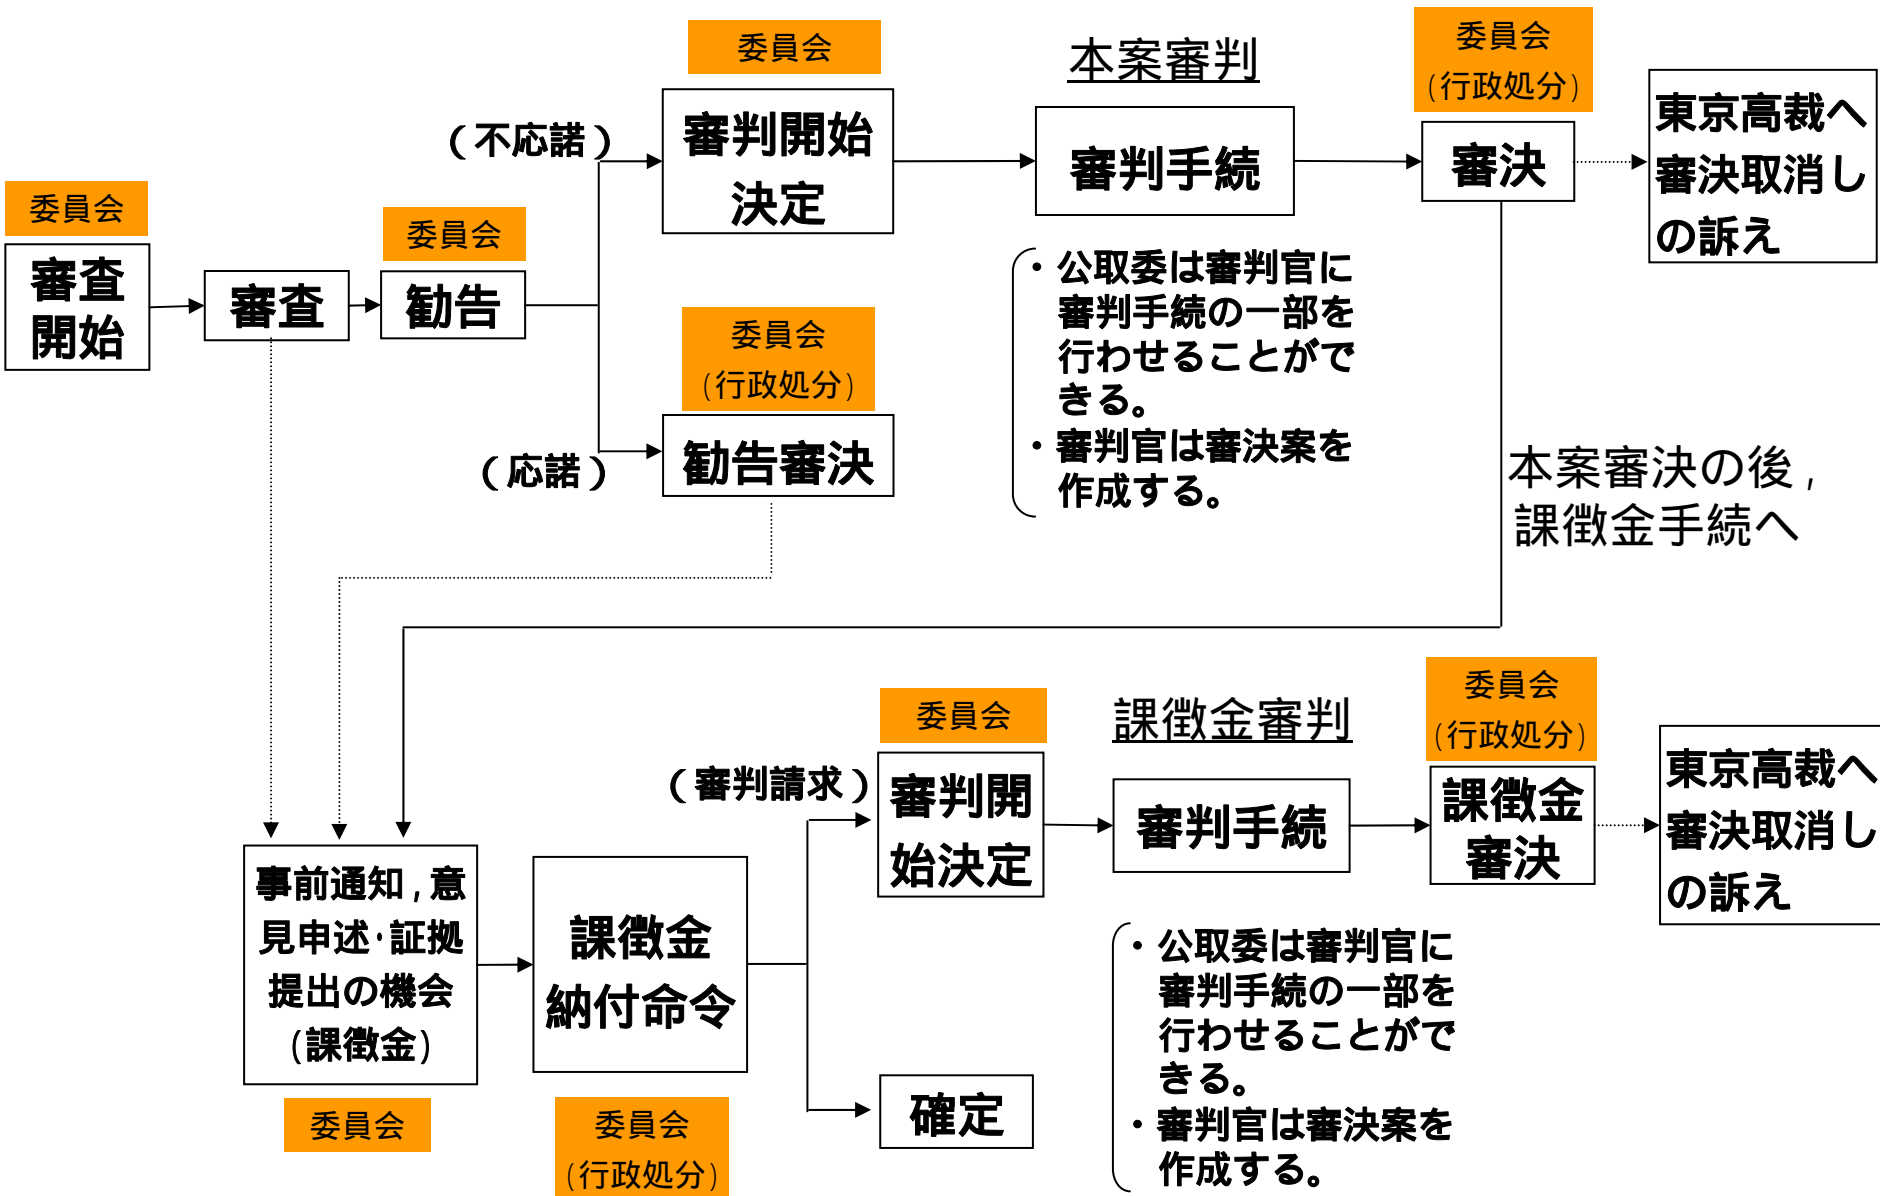 委員会
審査
開始
審査
委員会
勧告
（不応諾）
（応諾）
委員会
審判開始
決定
委員会
（行政処分）
勧告審決
本案審判
審判手続
・公取委は審判官に
審判手続の一部を
行わせることがで
きる。
・審判官は審決案を
作成する。
委員会
（行政処分）
審決
東京高裁へ
審決取消し
の訴え
本案審決の後，
課徴金手続へ
事前通知，意
見申述・証拠
提出の機会
（課徴金）
委員会
課徴金
納付命令
委員会
（行政処分）
（審判請求）
委員会
審判開
始決定
確定
課徴金審判
審判手続
・公取委は審判官に
審判手続の一部を
行わせることがで
きる。
・審判官は審決案を
作成する。
委員会
（行政処分）
課徴金
審決
東京高裁へ
審決取消し
の訴え